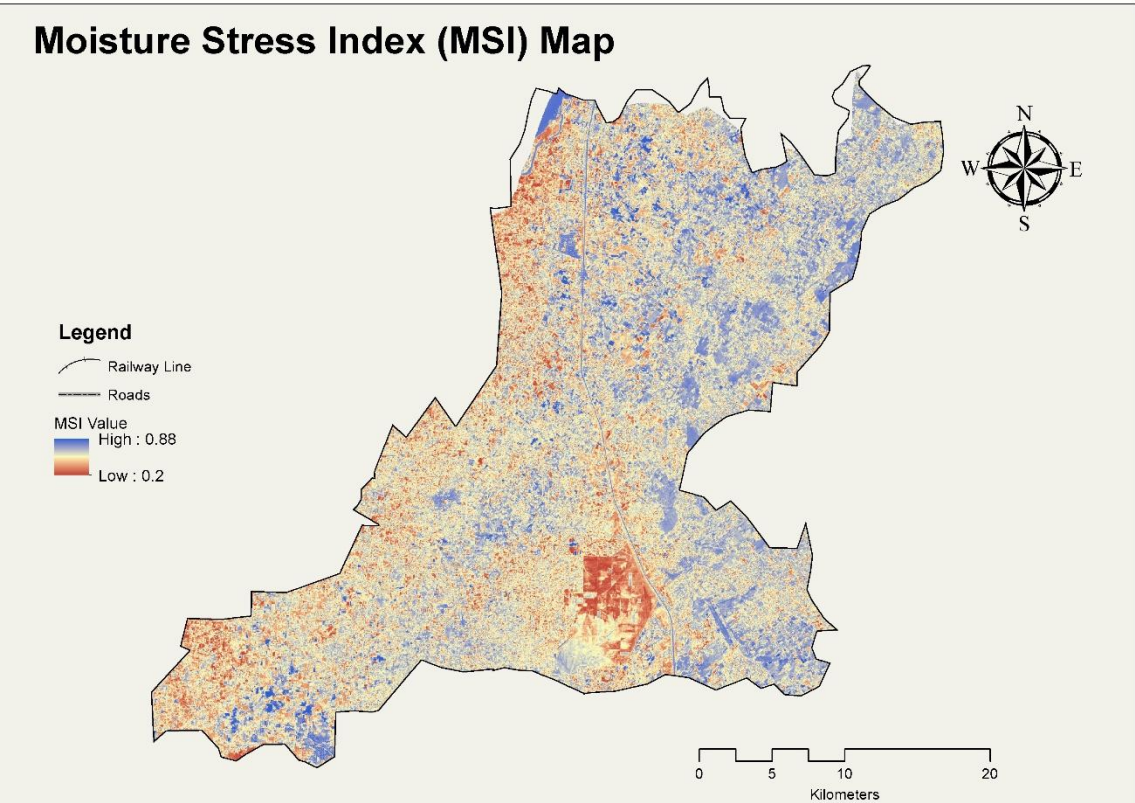 Moisture Stress Index (MSI) Map
N
W E
S
Legend
Railway Line
Roads
MSI Value
High : 0.88
Low : 0.2
0 5 10 20
Kilometers